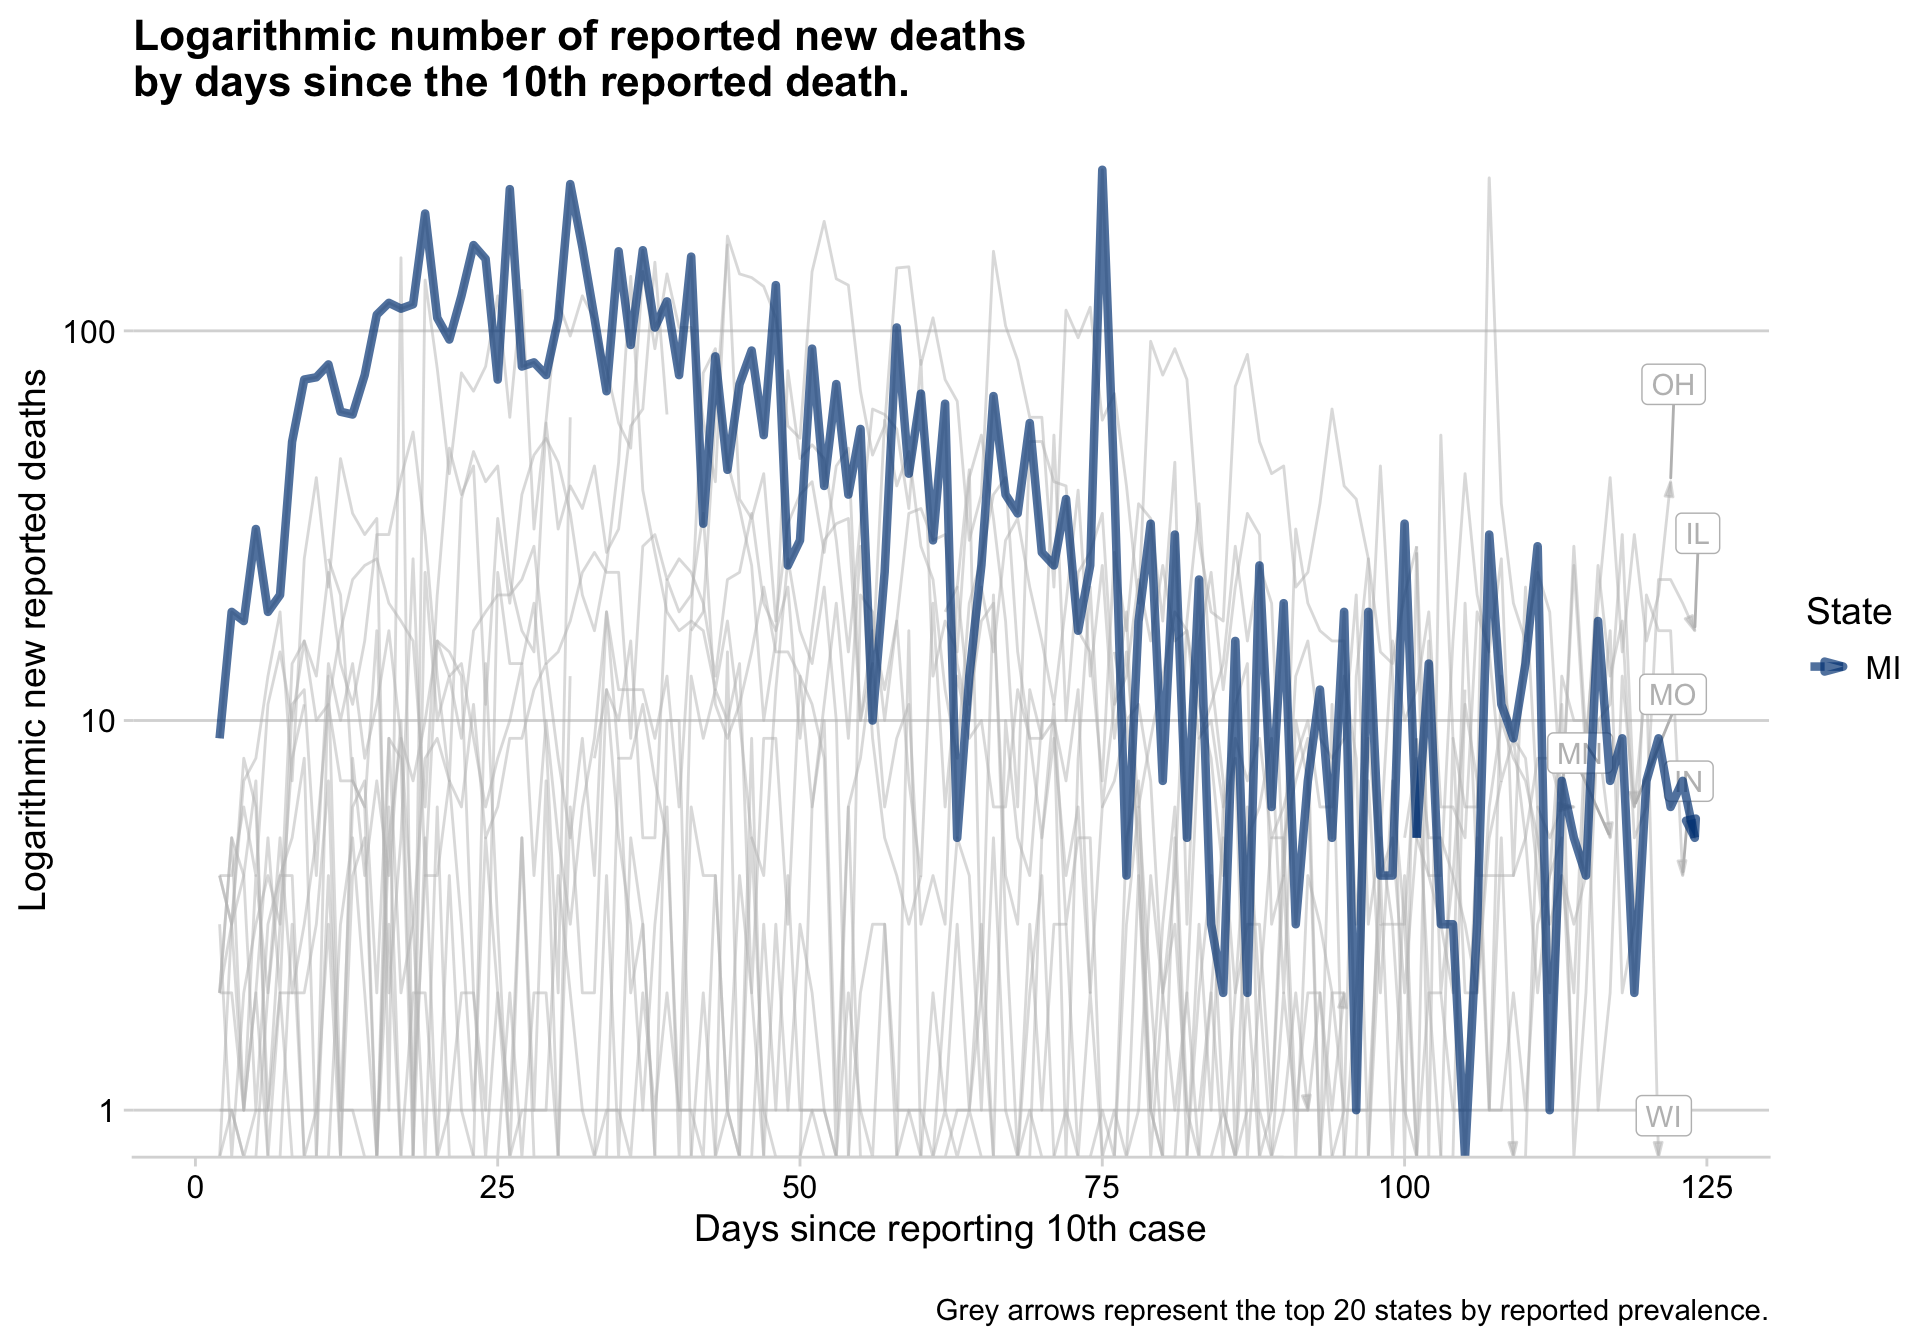 Logarithmic number of reported new deaths
by days since the 10th reported death.
Logarithmic new reported deaths
100
10
1
OH
IL
MO
MN
IN
WI
State
MI
0
25
50
75
100
125
Days since reporting 10th case
Grey arrows represent the top 20 states by reported prevalence.